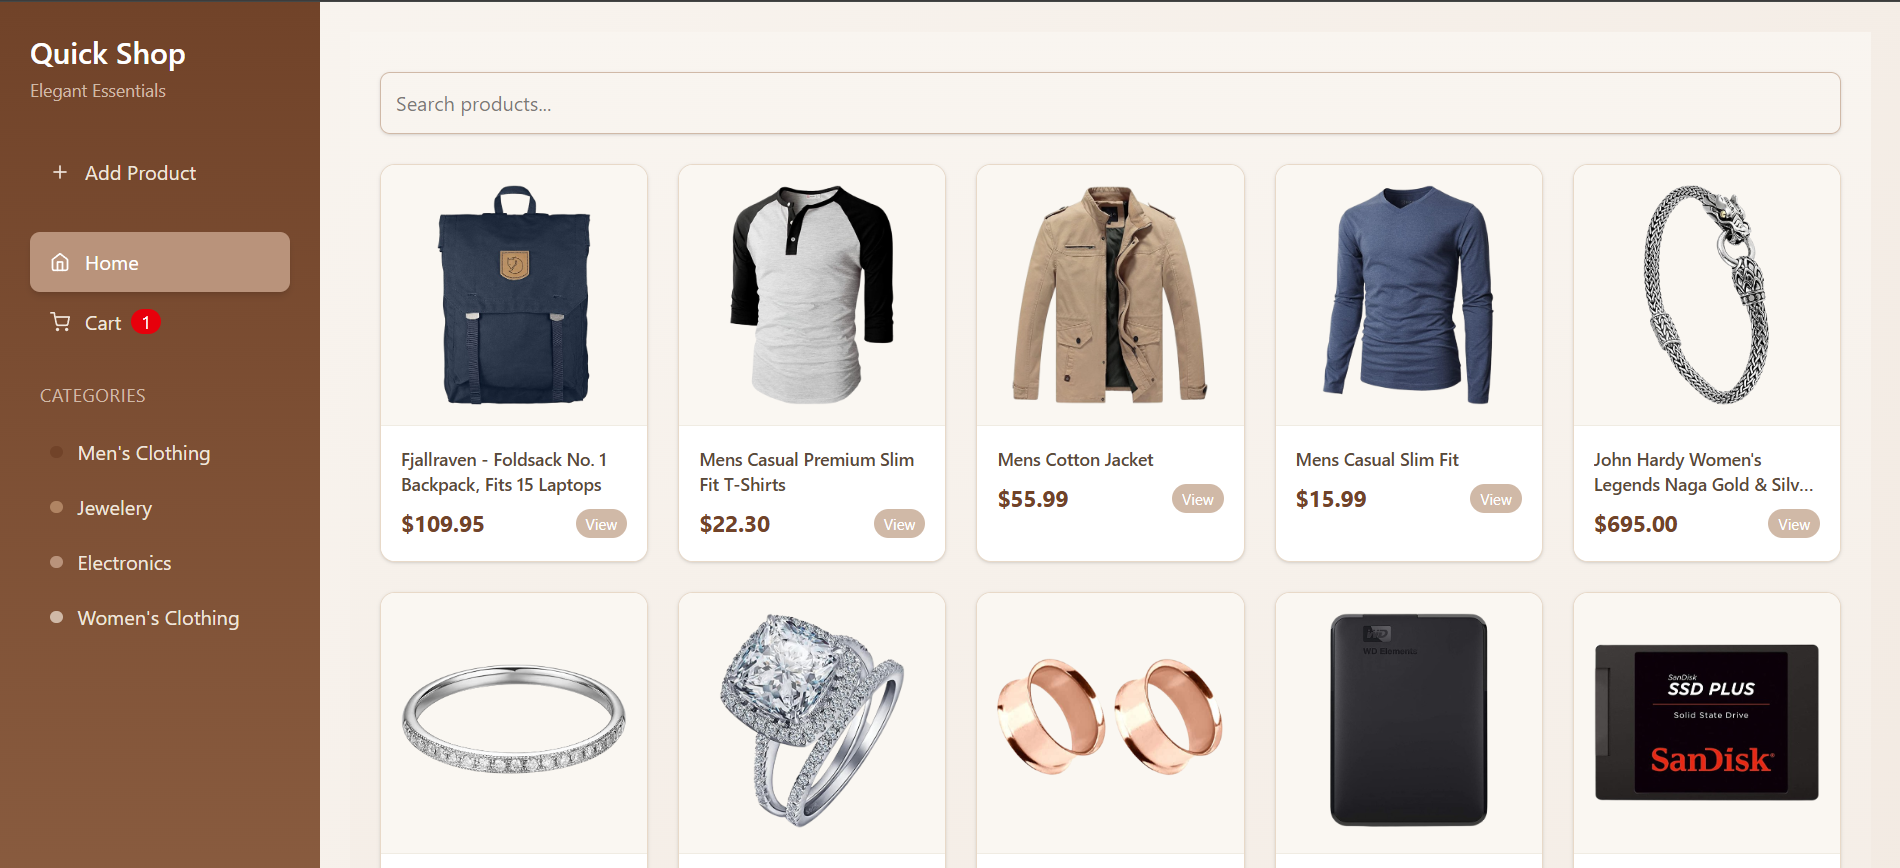 Quick Shop
Elegant Essentials
Add Product
Home
Cart 1
CATEGORIES
Men's Clothing
Jewelery
Electronics
Women's Clothing
Search products...
Fjallraven - Foldsack No. 1
Backpack, Fits 15 Laptops
$109.95
View
Mens Casual Premium Slim
Fit T-Shirts
$22.30
View
Mens Cotton Jacket
$55.99
View
Mens Casual Slim Fit
$15.99
View
John Hardy Women's
Legends Naga Gold & Silv...
$695.00
View
WD
WD Elements
SanDisk
SSD PLUS
Solid State Drive
SanDisk